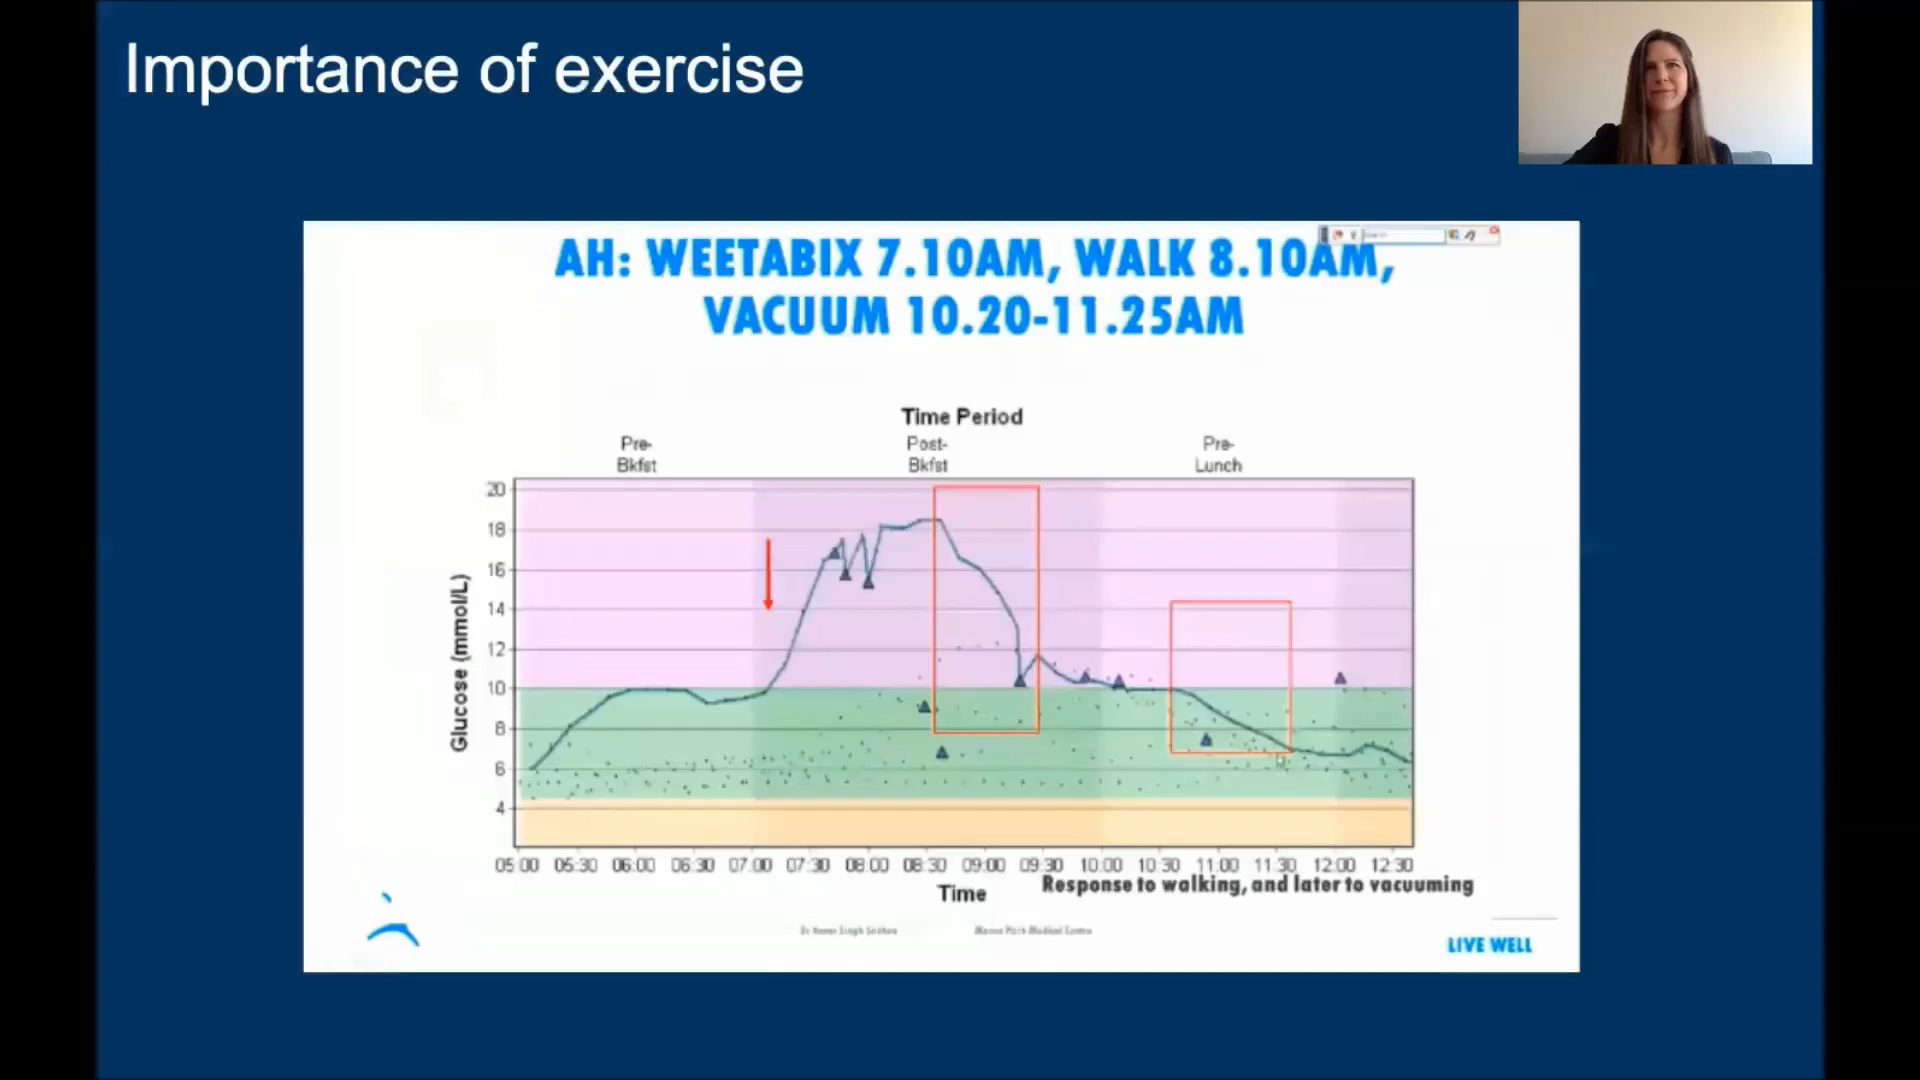 Importance of exercise
AH: WEETABIX 7.10AM, WALK 8.10AM,
VACUUM 10.20-11.25AM
Time Period
Pre-
Bkfst
Post-
Bkfst
Pre-
Lunch
Glucose (mmol/L)
20
18
16
14
12
10
8
6
4
05:00 05:30 06:00 06:30 07:00 07:30 08:00 08:30 09:00 09:30 10:00 10:30 11:00 11:30 12:00 12:30
Time
Response to walking, and later to vacuuming
LIVE WELL